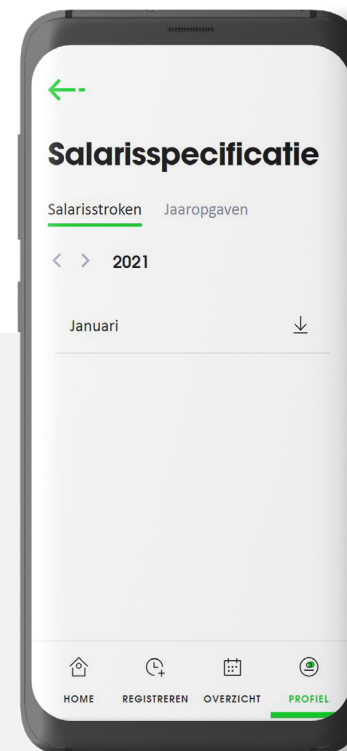 Salarisspecificatie
Salarisstroken Jaaropgaven
2021
Januari
HOME REGISTREREN OVERZICHT PROFIEL